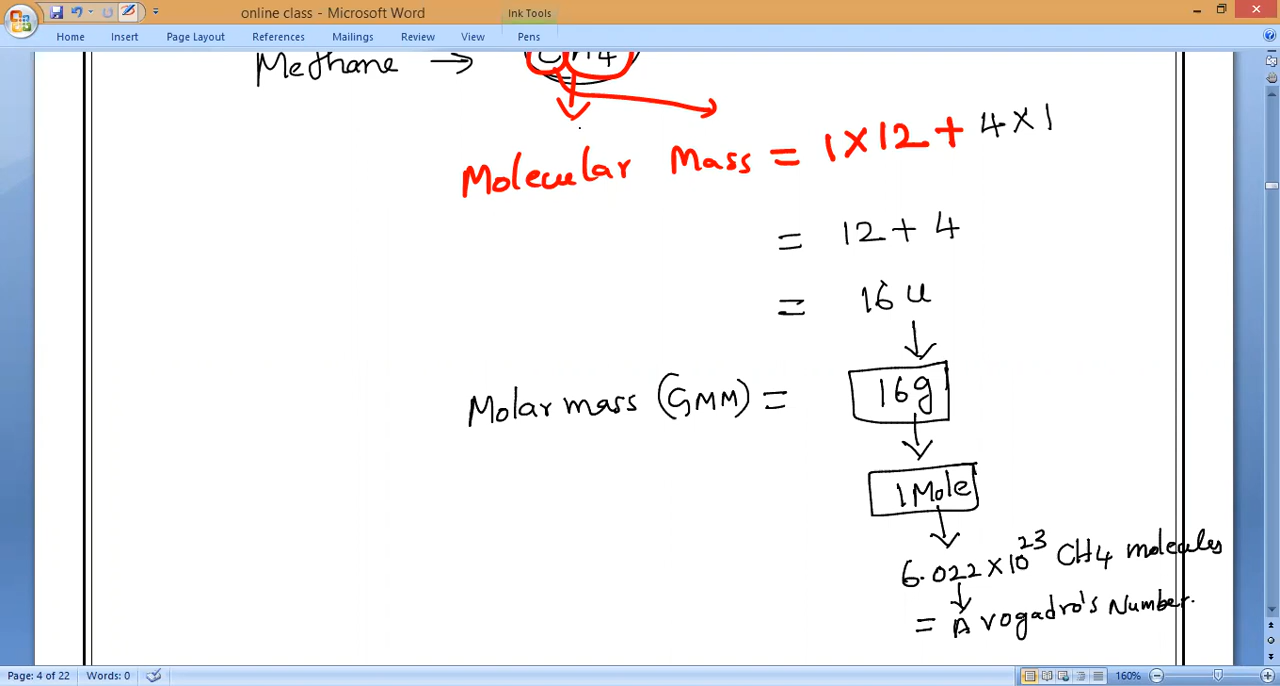 online class - Microsoft Word
Ink Tools
Home Insert Page Layout References Mailings Review View Pens
Methane → CH4
Molecular Mass = 1×12 + 4×1
= 12 + 4
= 16 u
Molar mass (GMM) = 16g
1 Mole
6.022×10²³ CH4 molecules
= Avogadro's Number.
Page: 4 of 22 Words: 0 160%